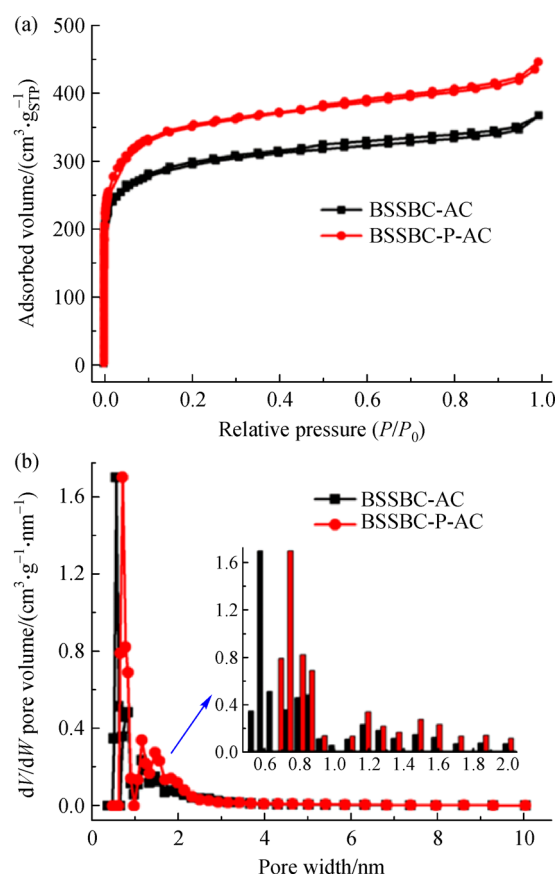 (a)
500
400
300
200
100
0
Adsorbed volume/(cm³·g⁻¹STP)
BSSBC-AC
BSSBC-P-AC
0.0 0.2 0.4 0.6 0.8 1.0
Relative pressure (P/P₀)
(b)
1.6
1.2
0.8
0.4
0.0
dV/dW pore volume/(cm³·g⁻¹·nm⁻¹)
BSSBC-AC
BSSBC-P-AC
1.6
1.2
0.8
0.4
0.0
0.6 0.8 1.0 1.2 1.4 1.6 1.8 2.0
0 2 4 6 8 10
Pore width/nm